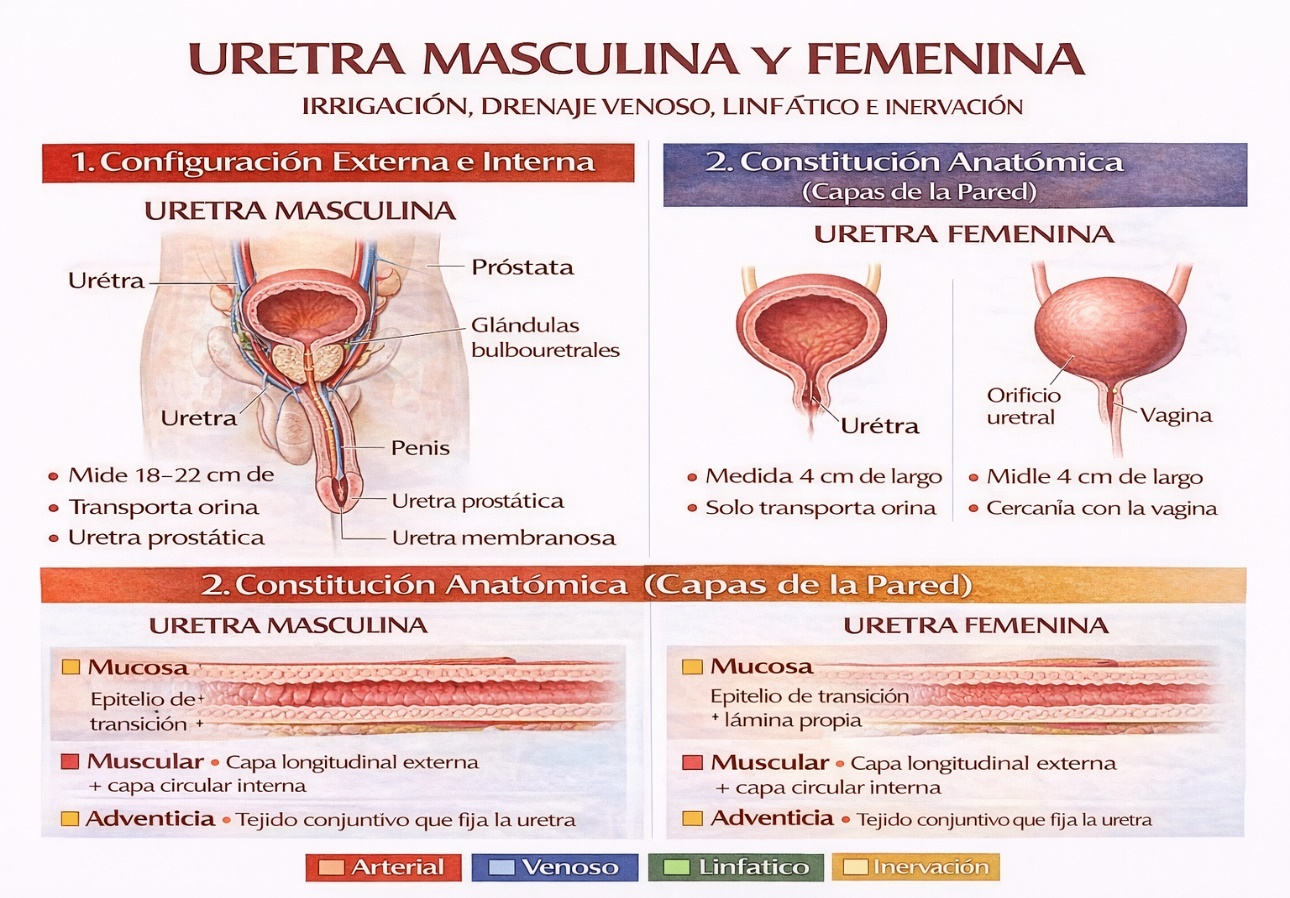 URETRA MASCULINA Y FEMENINA
IRRIGACIÓN, DRENAJE VENOSO, LINFÁTICO E INERVACIÓN
1. Configuración Externa e Interna
URETRA MASCULINA
Urétra
Próstata
Glándulas
bulbouretrales
Uretra
Penis
Uretra prostática
Uretra membranosa
• Mide 18–22 cm de
• Transporta orina
• Uretra prostática
2. Constitución Anatómica
(Capas de la Pared)
URETRA FEMENINA
Urétra
Orificio
uretral
Vagina
• Medida 4 cm de largo
• Solo transporta orina
• Midle 4 cm de largo
• Cercanía con la vagina
2. Constitución Anatómica (Capas de la Pared)
URETRA MASCULINA
Mucosa
Epitelio de+
transición +
Muscular • Capa longitudinal externa
+ capa circular interna
Adventicia • Tejido conjuntivo que fija la uretra
URETRA FEMENINA
Mucosa
Epitelio de transición
+ lámina propia
Muscular • Capa longitudinal externa
+ capa circular interna
Adventicia • Tejido conjuntivo que fija la uretra
Arterial
Venoso
Linfatico
Inervación